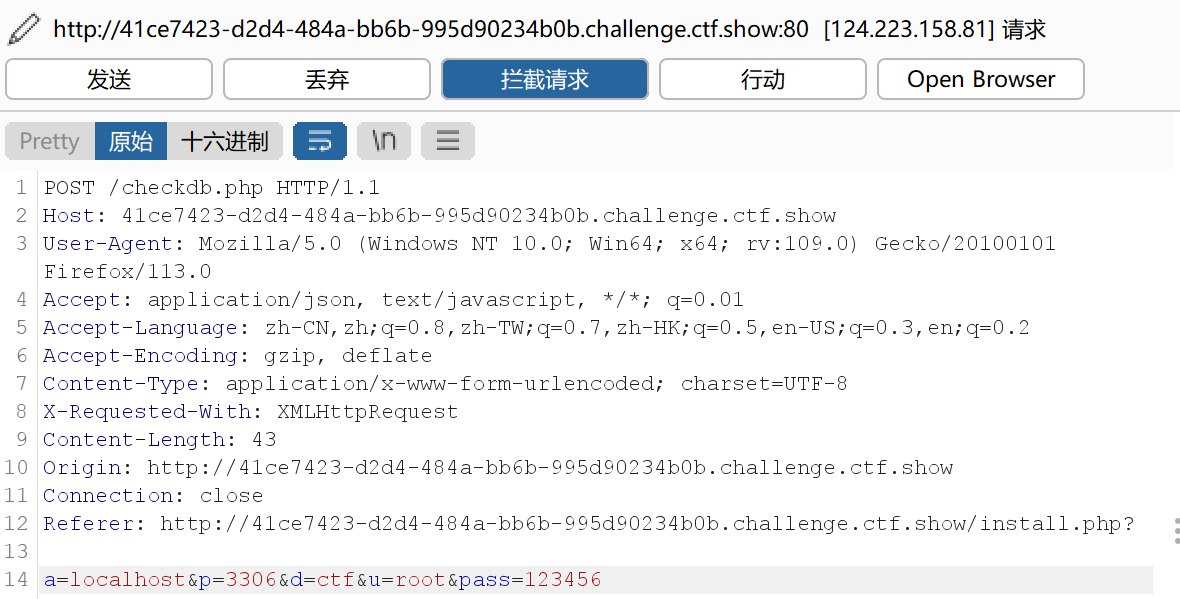 http://41ce7423-d2d4-484a-bb6b-995d90234b0b.challenge.ctf.show:80 [124.223.158.81] 请求
发送 丢弃 拦截请求 行动 Open Browser
Pretty 原始 十六进制 \n
1 POST /checkdb.php HTTP/1.1
2 Host: 41ce7423-d2d4-484a-bb6b-995d90234b0b.challenge.ctf.show
3 User-Agent: Mozilla/5.0 (Windows NT 10.0; Win64; x64; rv:109.0) Gecko/20100101
Firefox/113.0
4 Accept: application/json, text/javascript, */*; q=0.01
5 Accept-Language: zh-CN,zh;q=0.8,zh-TW;q=0.7,zh-HK;q=0.5,en-US;q=0.3,en;q=0.2
6 Accept-Encoding: gzip, deflate
7 Content-Type: application/x-www-form-urlencoded; charset=UTF-8
8 X-Requested-With: XMLHttpRequest
9 Content-Length: 43
10 Origin: http://41ce7423-d2d4-484a-bb6b-995d90234b0b.challenge.ctf.show
11 Connection: close
12 Referer: http://41ce7423-d2d4-484a-bb6b-995d90234b0b.challenge.ctf.show/install.php?
13
14 a=localhost&p=3306&d=ctf&u=root&pass=123456